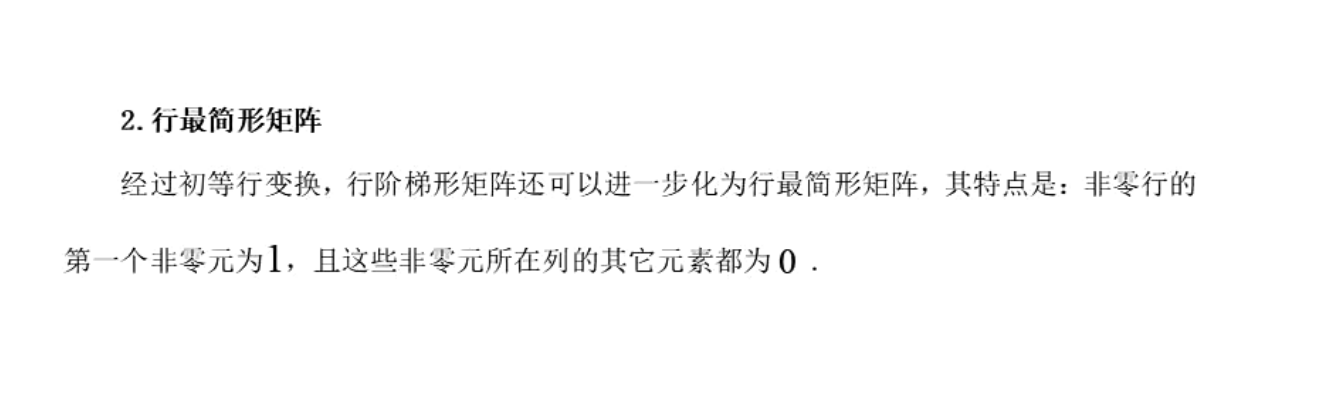 2. 行最简形矩阵
经过初等行变换，行阶梯形矩阵还可以进一步化为行最简形矩阵，其特点是：非零行的
第一个非零元为1，且这些非零元所在列的其它元素都为 0 .